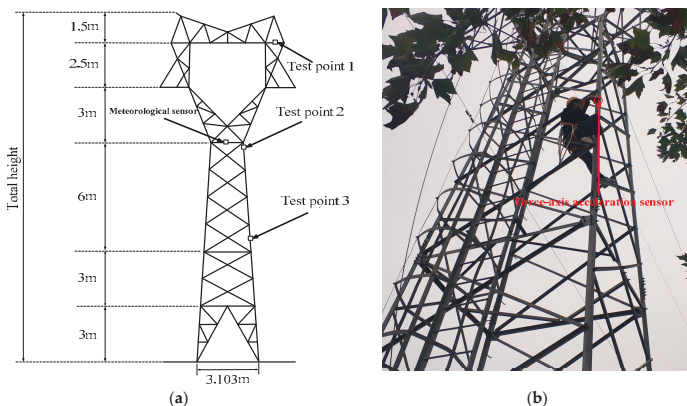 1.5m
2.5m
3m
6m
3m
3m
Total height
Test point 1
Meteorological sensor
Test point 2
Test point 3
3.103m
Three-axis acceleration sensor
(a)
(b)